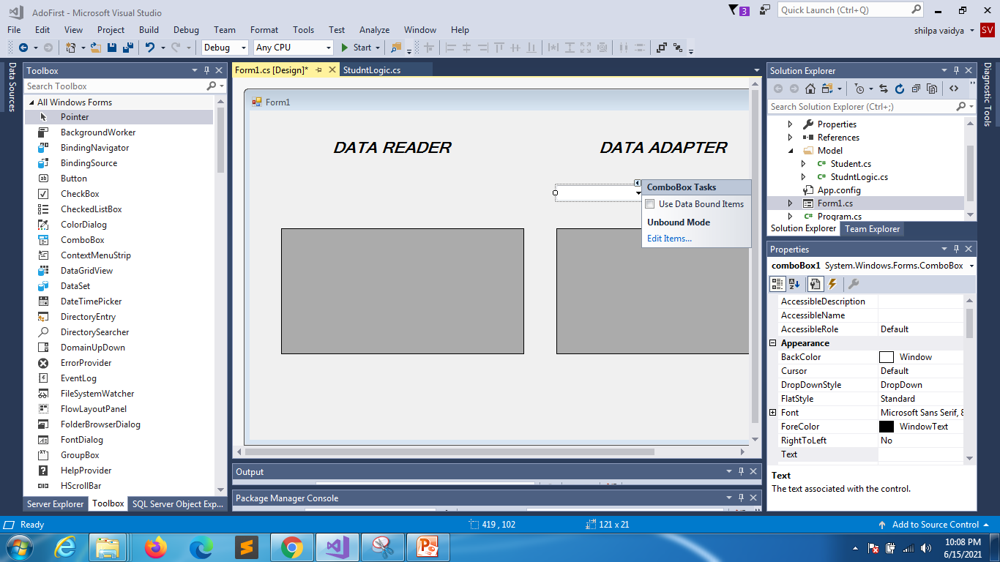 AdoFirst - Microsoft Visual Studio
3
Quick Launch (Ctrl+Q)
File Edit View Project Build Debug Team Format Tools Test Analyze Window Help
shilpa vaidya
SV
Debug
Any CPU
Start
Data Sources
Toolbox
Search Toolbox
All Windows Forms
Pointer
BackgroundWorker
BindingNavigator
BindingSource
Button
CheckBox
CheckedListBox
ColorDialog
ComboBox
ContextMenuStrip
DataGridView
DataSet
DateTimePicker
DirectoryEntry
DirectorySearcher
DomainUpDown
ErrorProvider
EventLog
FileSystemWatcher
FlowLayoutPanel
FolderBrowserDialog
FontDialog
GroupBox
HelpProvider
HScrollBar
Server Explorer
Toolbox
SQL Server Object Exp...
Form1.cs [Design]*
StudntLogic.cs
Form1
DATA READER
DATA ADAPTER
ComboBox Tasks
Use Data Bound Items
Unbound Mode
Edit Items...
Output
Package Manager Console
Solution Explorer
Search Solution Explorer (Ctrl+;)
Properties
References
Model
C# Student.cs
C# StudntLogic.cs
App.config
Form1.cs
C# Program.cs
Solution Explorer
Team Explorer
Properties
comboBox1 System.Windows.Forms.ComboBox
AccessibleDescription
AccessibleName
AccessibleRole Default
Appearance
BackColor Window
Cursor Default
DropDownStyle DropDown
FlatStyle Standard
Font Microsoft Sans Serif, 8
ForeColor WindowText
RightToLeft No
Text
Text
The text associated with the control.
Diagnostic Tools
Ready
419 , 102
121 x 21
Add to Source Control
10:08 PM
6/15/2021